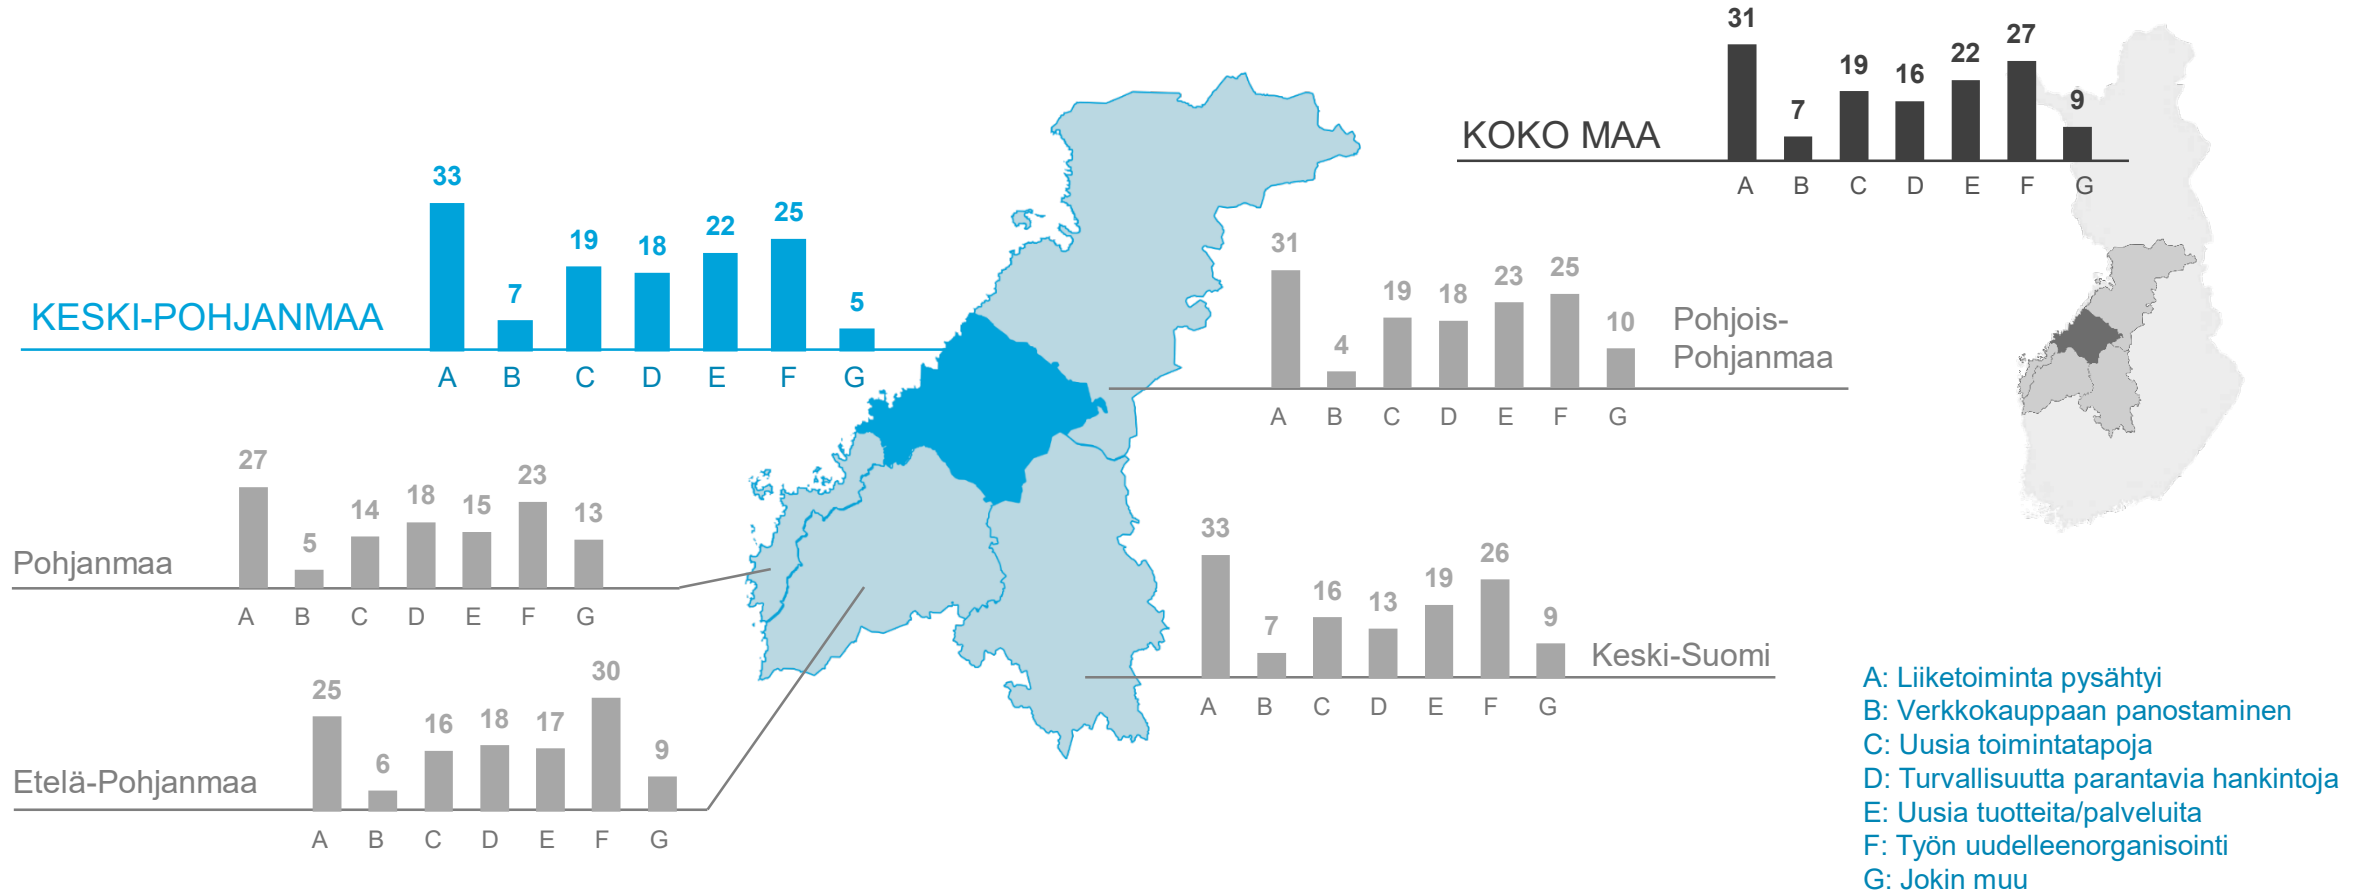 KESKI-POHJANMAA
33 7 19 18 22 25 5
A B C D E F G
KOKO MAA
31 7 19 16 22 27 9
A B C D E F G
Pohjois-
Pohjanmaa
31 4 19 18 23 25 10
A B C D E F G
Pohjanmaa
27 5 14 18 15 23 13
A B C D E F G
Keski-Suomi
33 7 16 13 19 26 9
A B C D E F G
Etelä-Pohjanmaa
25 6 16 18 17 30 9
A B C D E F G
A: Liiketoiminta pysähtyi
B: Verkkokauppaan panostaminen
C: Uusia toimintatapoja
D: Turvallisuutta parantavia hankintoja
E: Uusia tuotteita/palveluita
F: Työn uudelleenorganisointi
G: Jokin muu